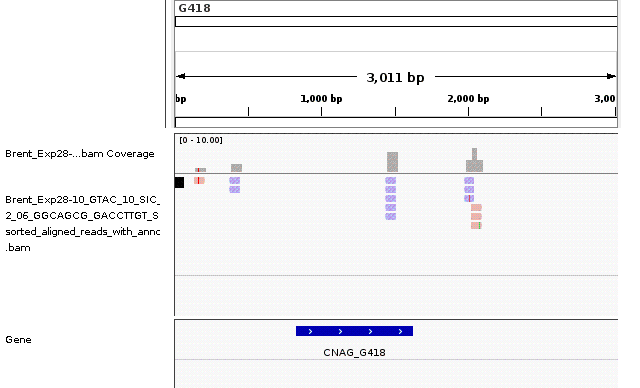 G418
3,011 bp
bp
1,000 bp
2,000 bp
3,00
[0 - 10.00]
Brent_Exp28-...bam Coverage
Brent_Exp28-10_GTAC_10_SIC_
2_06_GGCAGCG_GACCTTGT_S
sorted_aligned_reads_with_annc
.bam
Gene
CNAG_G418